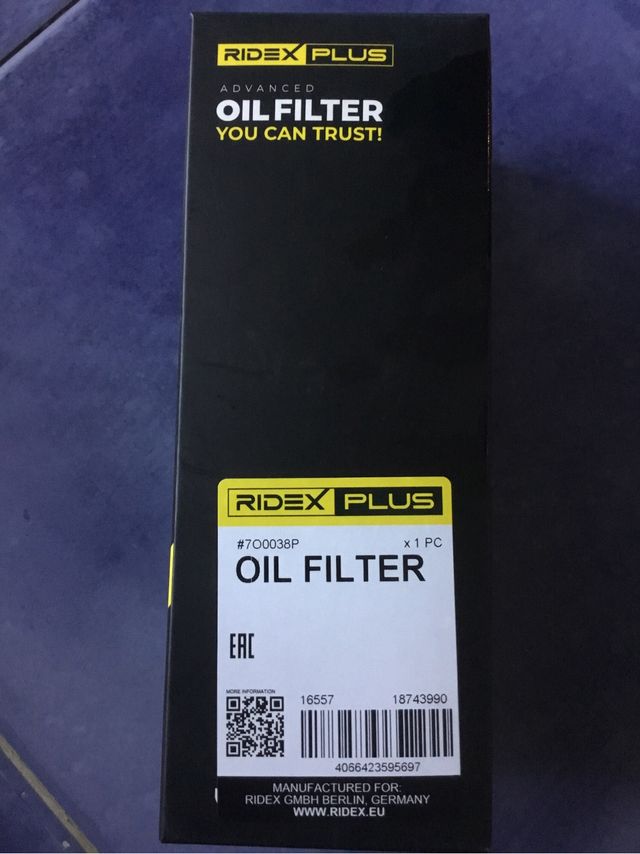 RIDEX PLUS
ADVANCED
OIL FILTER
YOU CAN TRUST!
RIDEX PLUS
#7O0038P x 1 PC
OIL FILTER
EAC
MORE INFORMATION
16557 18743990
4066423595697
MANUFACTURED FOR:
RIDEX GMBH BERLIN, GERMANY
WWW.RIDEX.EU